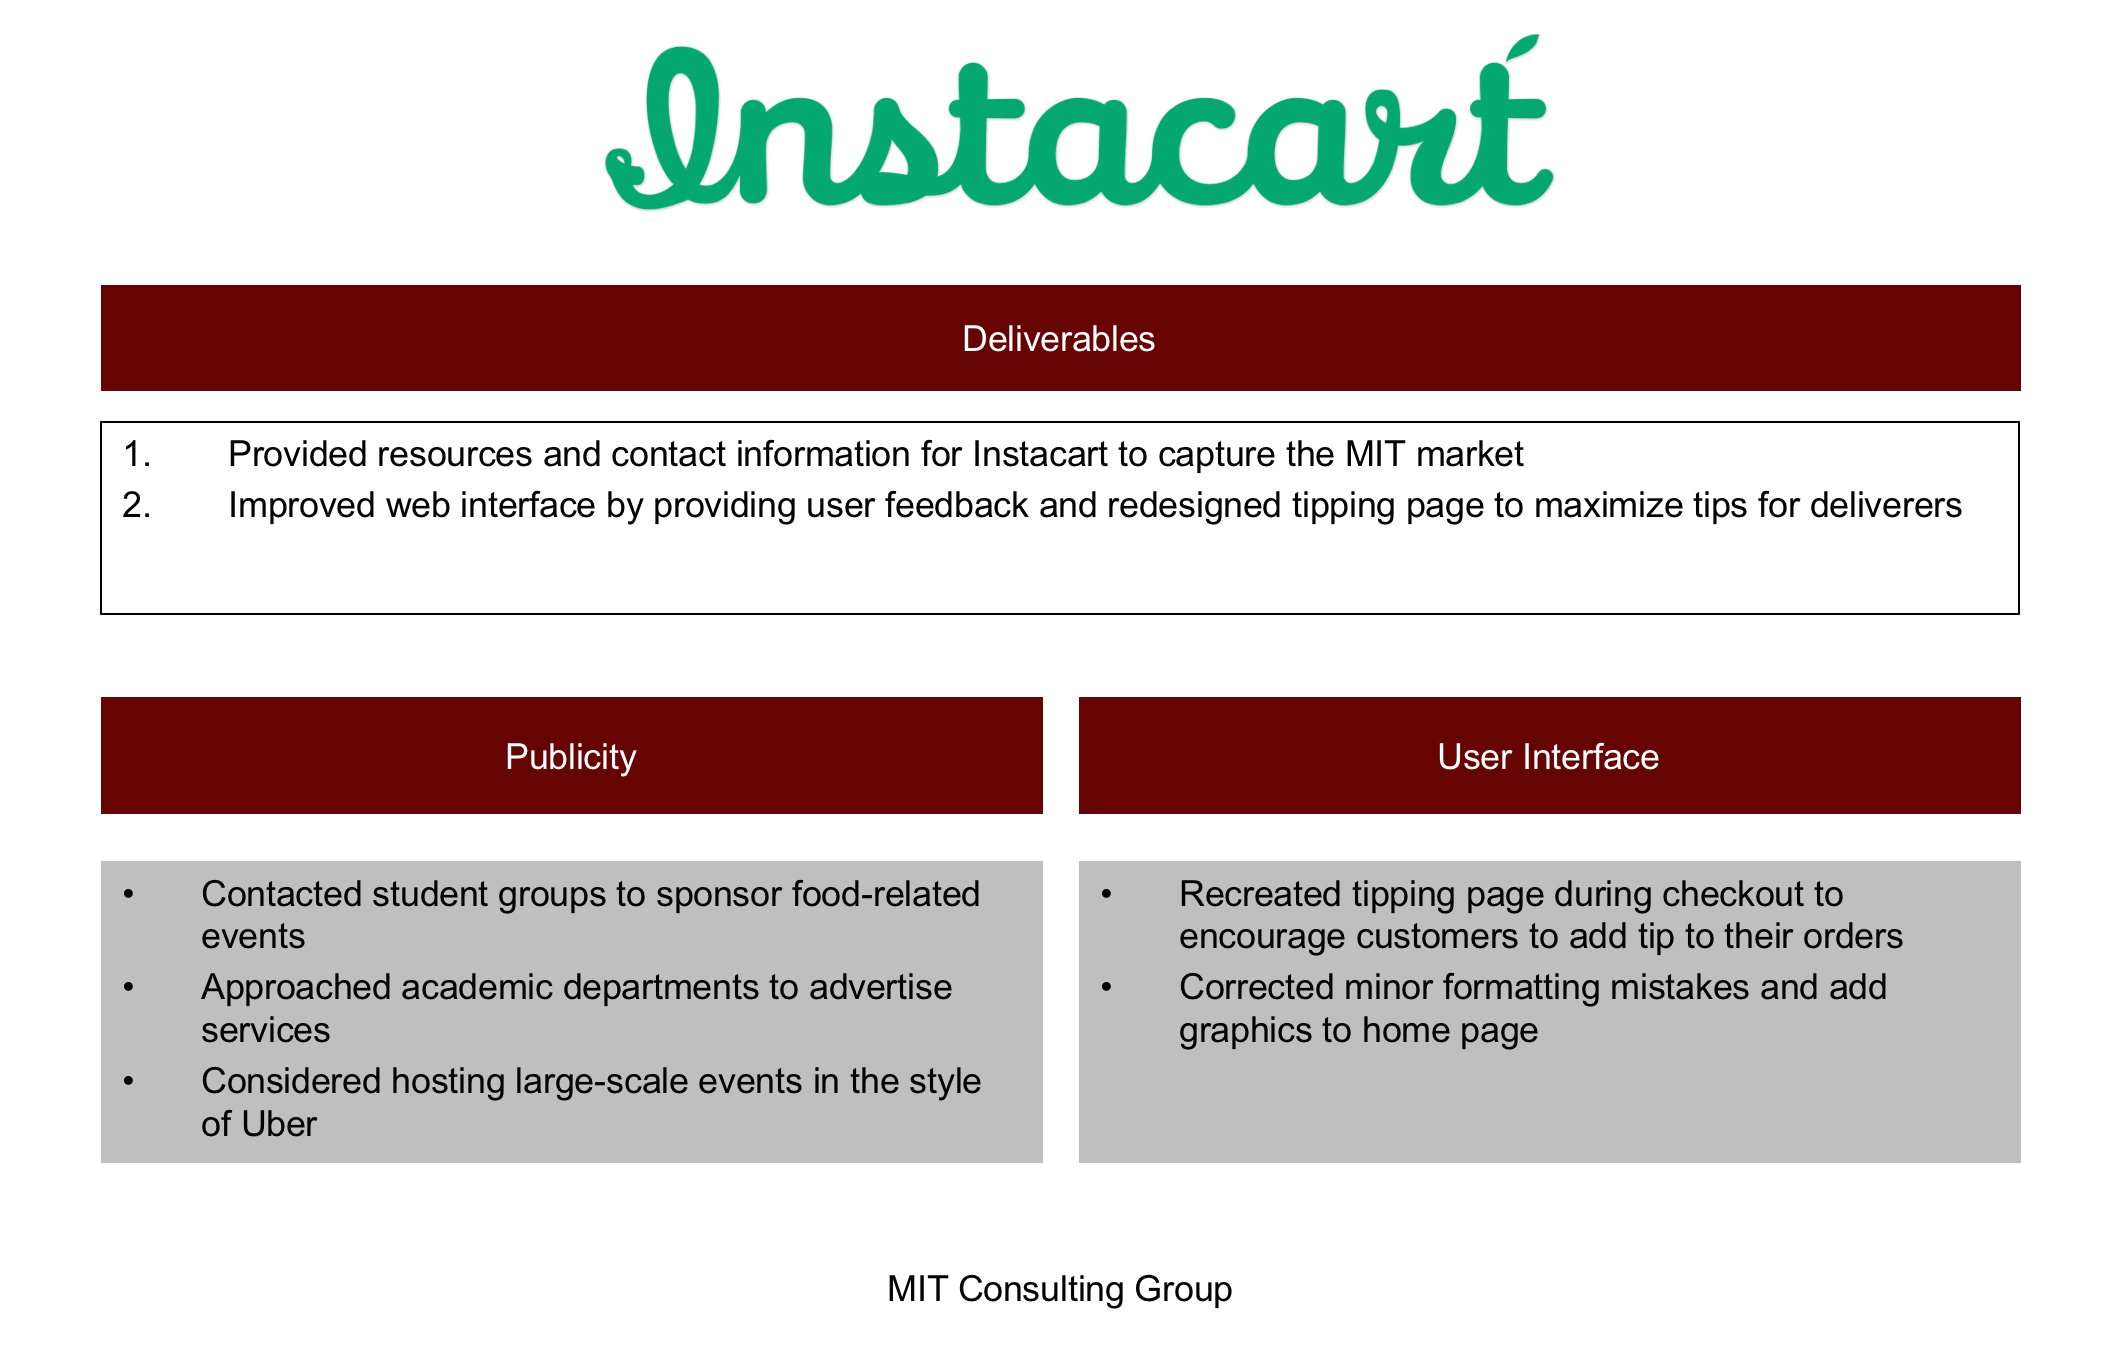 Instacart
Deliverables
1. Provided resources and contact information for Instacart to capture the MIT market
2. Improved web interface by providing user feedback and redesigned tipping page to maximize tips for deliverers
Publicity
• Contacted student groups to sponsor food-related
events
• Approached academic departments to advertise
services
• Considered hosting large-scale events in the style
of Uber
User Interface
• Recreated tipping page during checkout to
encourage customers to add tip to their orders
• Corrected minor formatting mistakes and add
graphics to home page
MIT Consulting Group